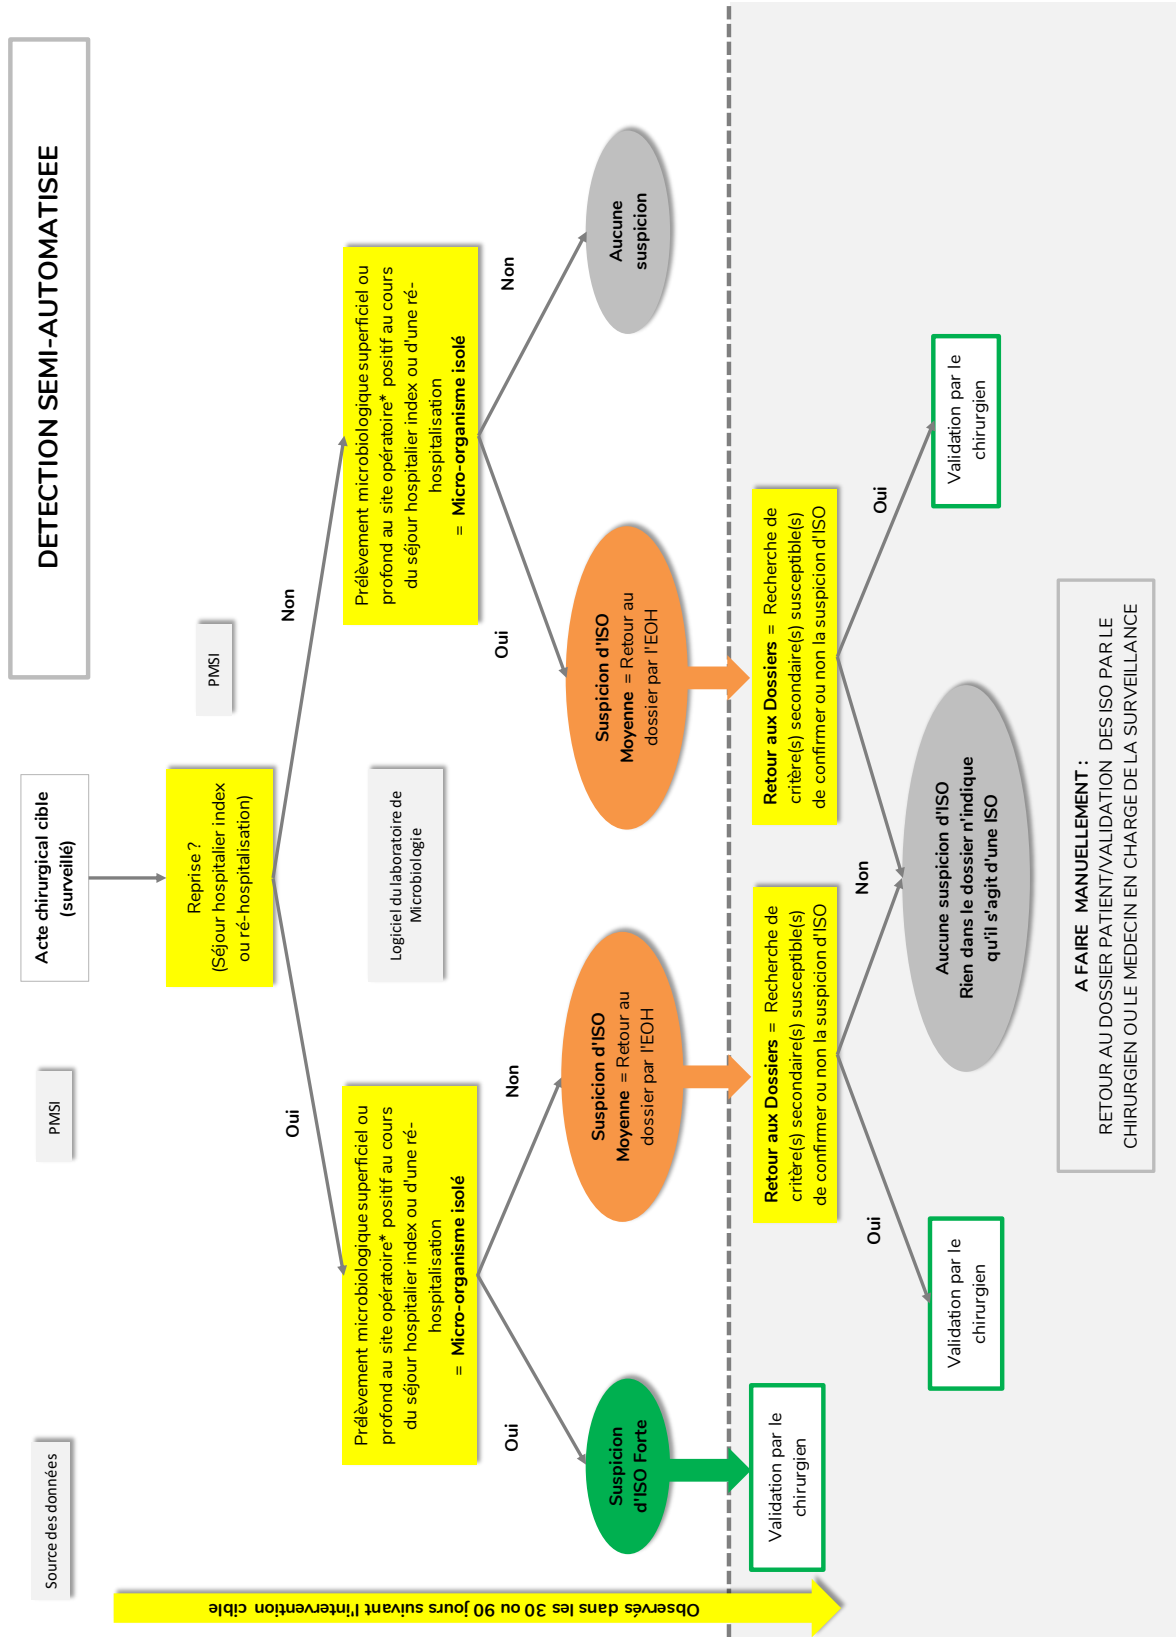 DETECTION SEMI-AUTOMATISEE
Source des données
PMSI
Acte chirurgical cible
(surveillé)
PMSI
Reprise ?
(Séjour hospitalier index
ou ré-hospitalisation)
Oui
Non
Prélèvement microbiologique superficiel ou
profond au site opératoire* positif au cours
du séjour hospitalier index ou d'une ré-
hospitalisation
= Micro-organisme isolé
Logiciel du laboratoire de
Microbiologie
Prélèvement microbiologique superficiel ou
profond au site opératoire* positif au cours
du séjour hospitalier index ou d'une ré-
hospitalisation
= Micro-organisme isolé
Oui
Non
Oui
Non
Suspicion
d'ISO Forte
Suspicion d'ISO
Moyenne = Retour au
dossier par l'EOH
Suspicion d'ISO
Moyenne = Retour au
dossier par l'EOH
Aucune
suspicion
Observés dans les 30 ou 90 jours suivant l'intervention cible
Validation par le
chirurgien
Retour aux Dossiers = Recherche de
critère(s) secondaire(s) susceptible(s)
de confirmer ou non la suspicion d'ISO
Retour aux Dossiers = Recherche de
critère(s) secondaire(s) susceptible(s)
de confirmer ou non la suspicion d'ISO
Oui
Non
Oui
Validation par le
chirurgien
Aucune suspicion d'ISO
Rien dans le dossier n'indique
qu'il s'agit d'une ISO
Validation par le
chirurgien
A FAIRE MANUELLEMENT :
RETOUR AU DOSSIER PATIENT/VALIDATION DES ISO PAR LE
CHIRURGIEN OU LE MEDECIN EN CHARGE DE LA SURVEILLANCE